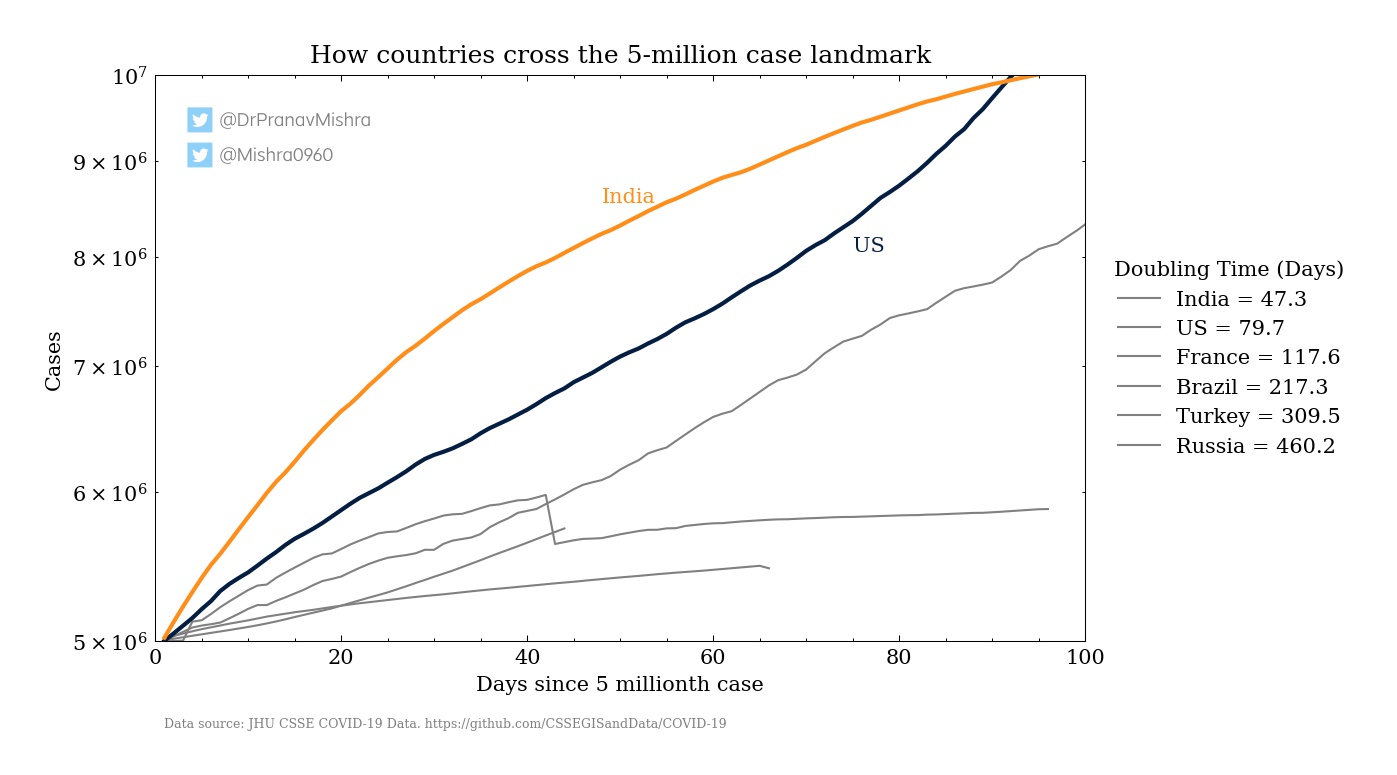 How countries cross the 5-million case landmark
10⁷
@DrPranavMishra
@Mishra0960
9 × 10⁶
India
US
8 × 10⁶
7 × 10⁶
6 × 10⁶
5 × 10⁶
Cases
0 20 40 60 80 100
Days since 5 millionth case
Doubling Time (Days)
India = 47.3
US = 79.7
France = 117.6
Brazil = 217.3
Turkey = 309.5
Russia = 460.2
Data source: JHU CSSE COVID-19 Data. https://github.com/CSSEGISandData/COVID-19